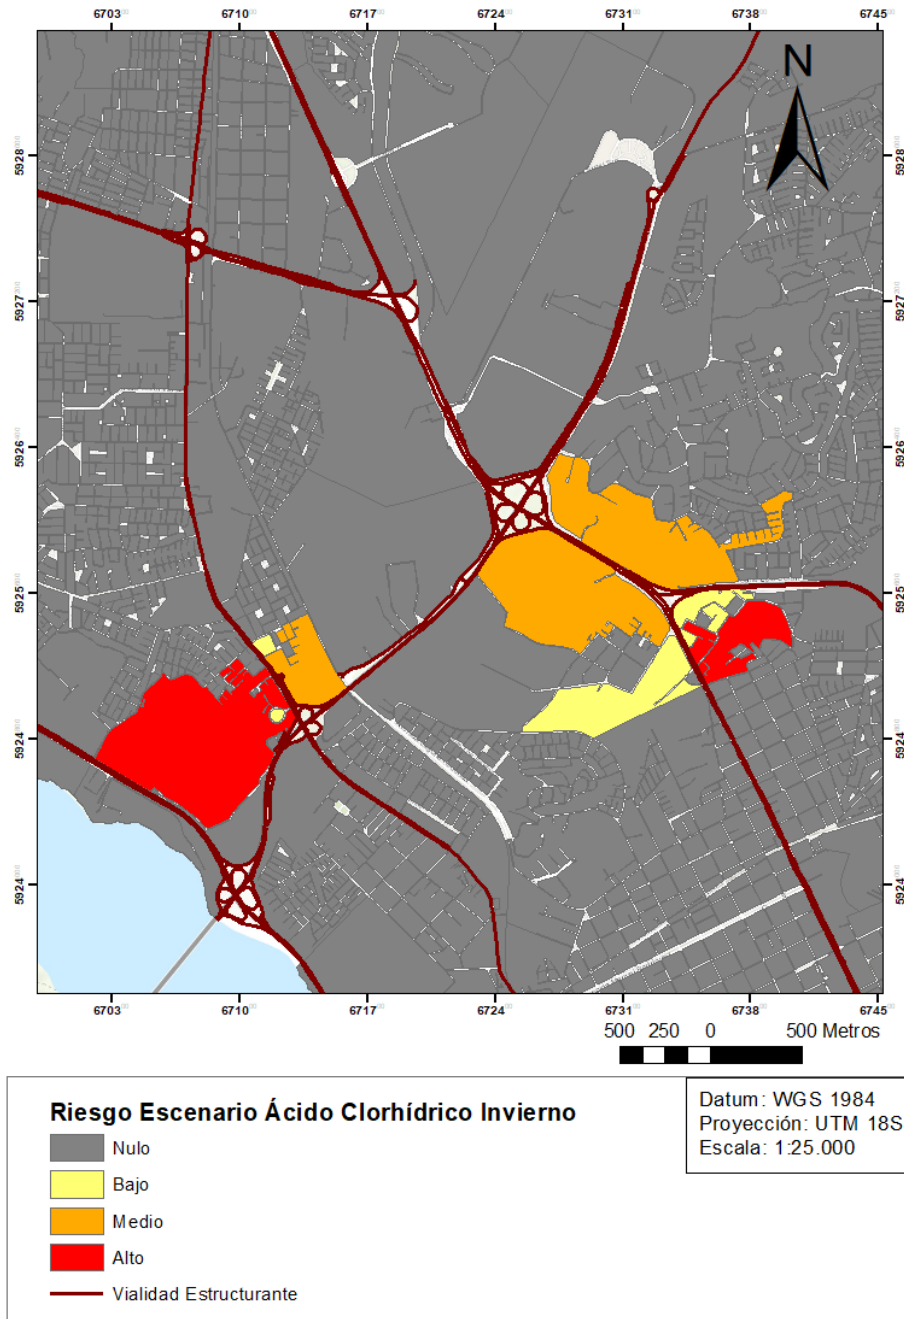 6703 6710 6717 6724 6731 6738 6745
N
5928 5928
5927 5927
5926 5926
5925 5925
5924 5924
5924 5924
6703 6710 6717 6724 6731 6738 6745
500 250 0 500 Metros
Riesgo Escenario Ácido Clorhídrico Invierno
Nulo
Bajo
Medio
Alto
Vialidad Estructurante
Datum: WGS 1984
Proyección: UTM 18S
Escala: 1:25.000